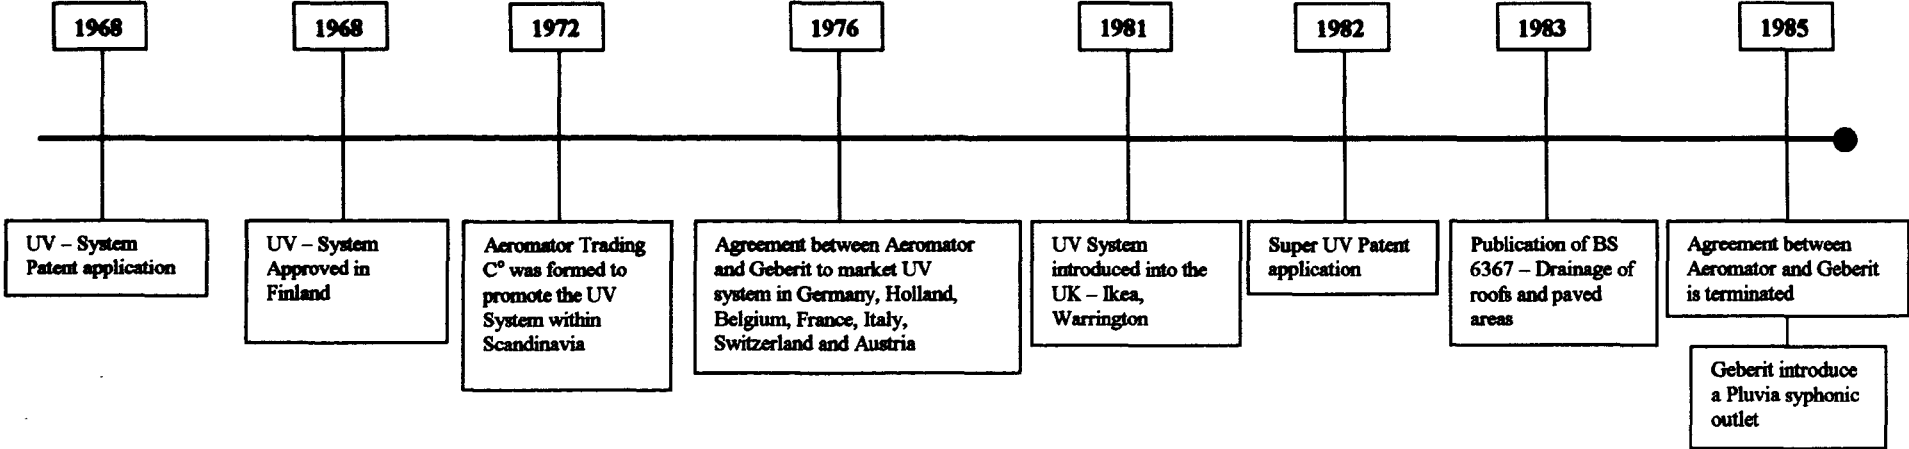 1968
1968
1972
1976
1981
1982
1983
1985
UV – System
Patent application
UV – System
Approved in
Finland
Aeromator Trading
C° was formed to
promote the UV
System within
Scandinavia
Agreement between Aeromator
and Geberit to market UV
system in Germany, Holland,
Belgium, France, Italy,
Switzerland and Austria
UV System
introduced into the
UK – Ikea,
Warrington
Super UV Patent
application
Publication of BS
6367 – Drainage of
roofs and paved
areas
Agreement between
Aeromator and Geberit
is terminated
Geberit introduce
a Pluvia syphonic
outlet